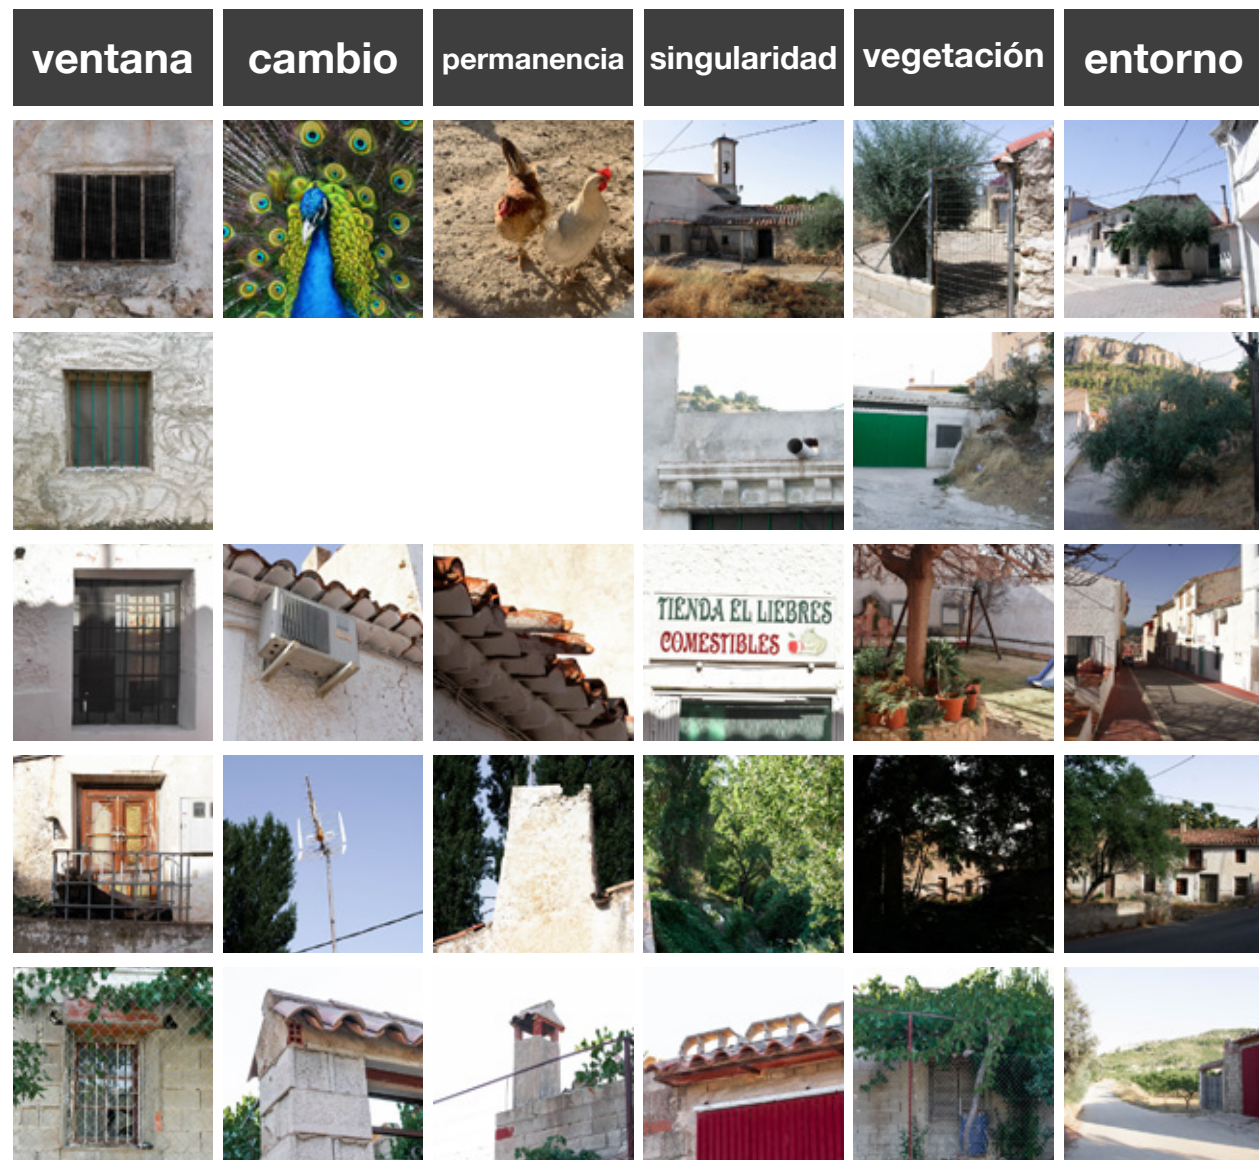 ventana
cambio
permanencia
singularidad
vegetación
entorno
TIENDA EL LIEBRES
COMESTIBLES